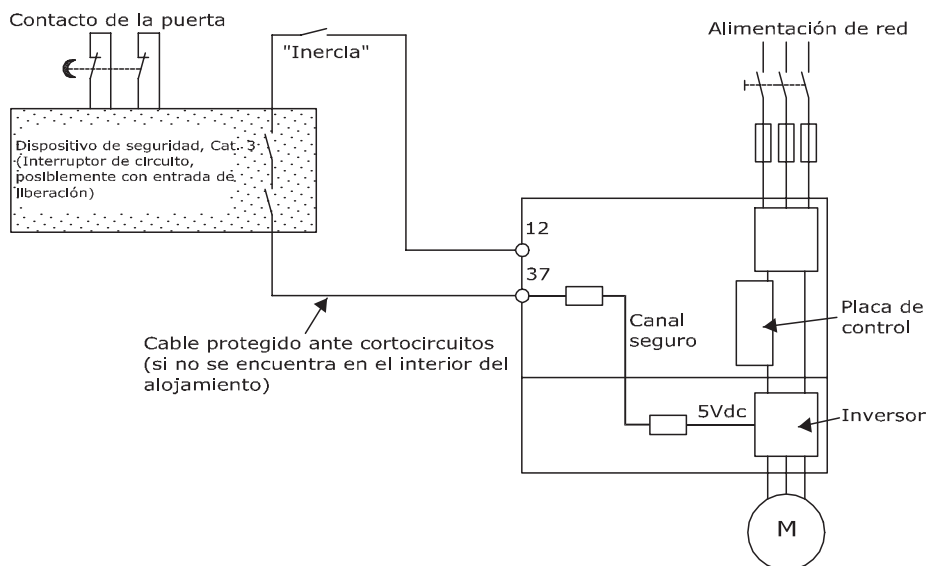 Contacto de la puerta
"Inercla"
Alimentación de red
Dispositivo de seguridad, Cat. 3
(Interruptor de circuito,
posiblemente con entrada de
liberación)
12
37
Cable protegido ante cortocircuitos
(si no se encuentra en el interior del
alojamiento)
Canal
seguro
Placa de
control
5Vdc
Inversor
M